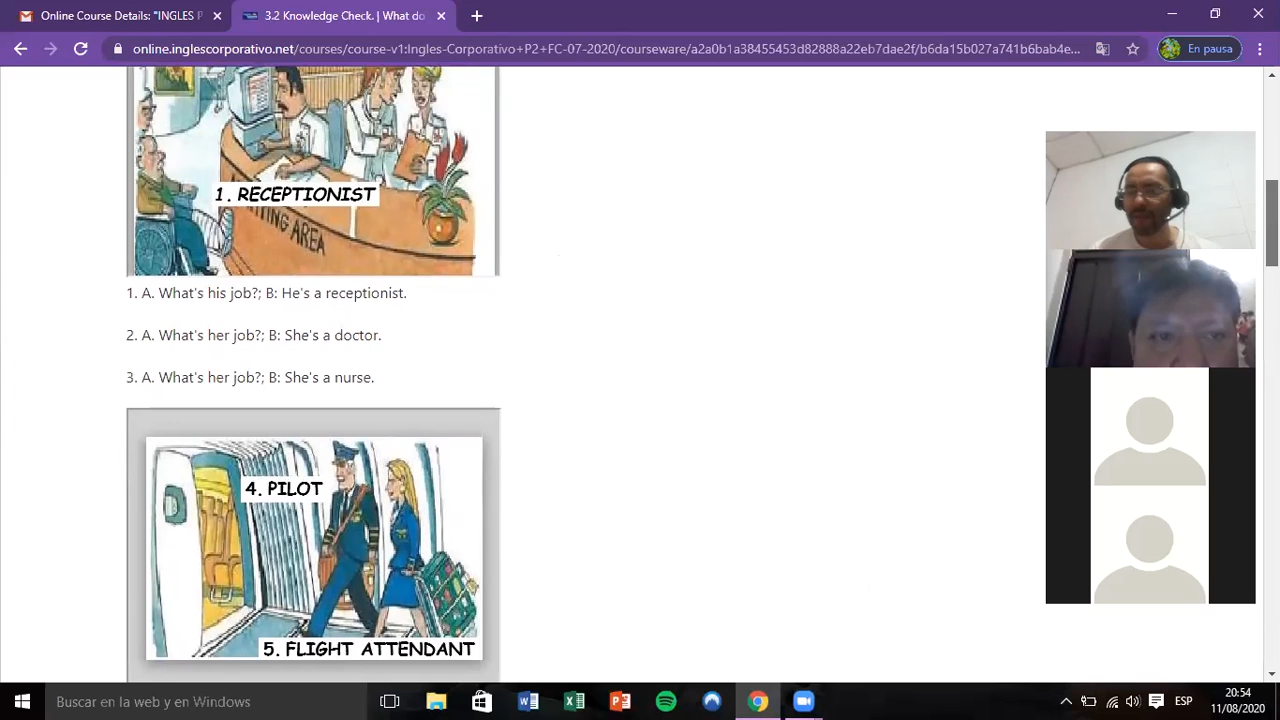 Online Course Details: "INGLES P
3.2 Knowledge Check. | What do
online.inglescorporativo.net/courses/course-v1:Ingles-Corporativo+P2+FC-07-2020/courseware/a2a0b1a38455453d82888a22eb7dae2f/b6da15b027a741b6bab4e...
En pausa
1. RECEPTIONIST
ITING AREA
1. A. What's his job?; B: He's a receptionist.
2. A. What's her job?; B: She's a doctor.
3. A. What's her job?; B: She's a nurse.
4. PILOT
5. FLIGHT ATTENDANT
Buscar en la web y en Windows
ESP
20:54
11/08/2020